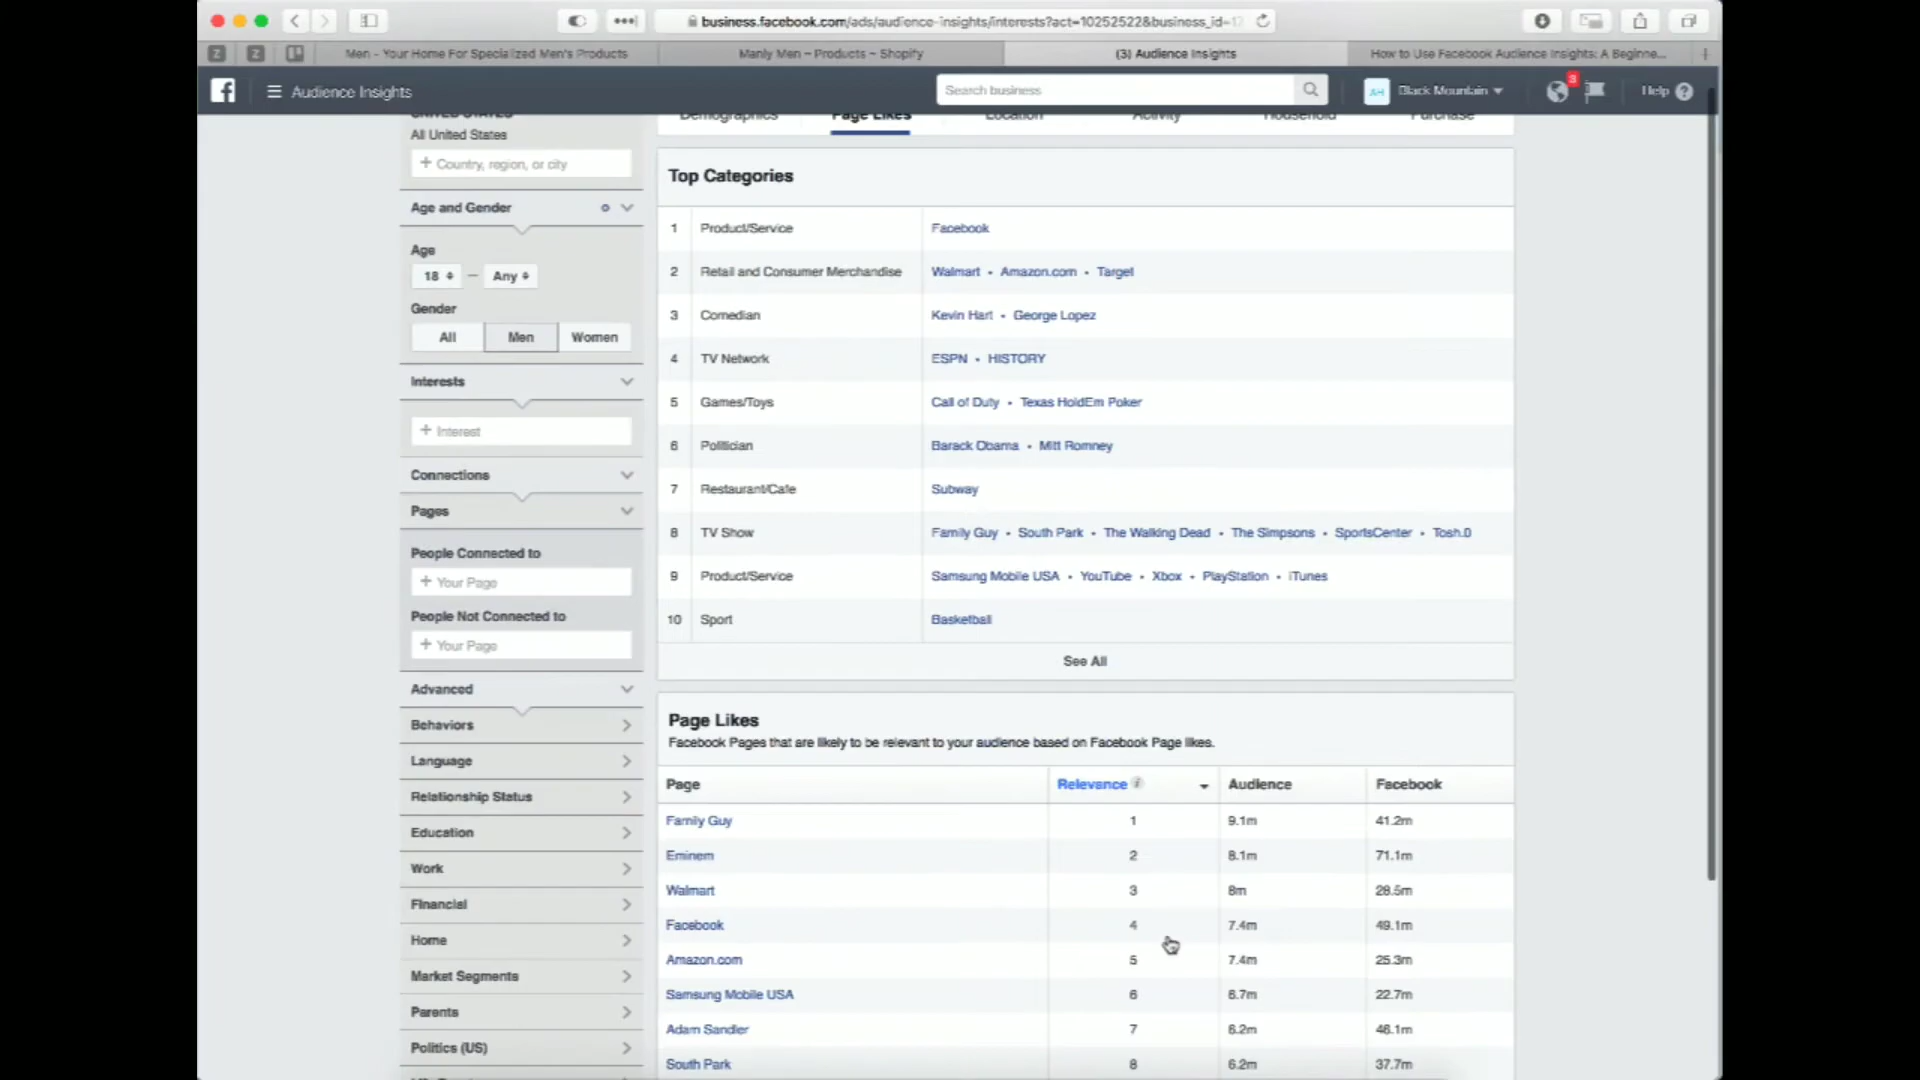 business.facebook.com/ads/audience-insights/interests?act=10252522&business_id=1
Men - Your Home For Specialized Men's Products
Manly Men ~ Products ~ Shopify
(3) Audience Insights
How to Use Facebook Audience Insights: A Beginne...
Audience Insights
Search business
Black Mountain
3
Help
UNITED STATES
All United States
+ Country, region, or city
Age and Gender
Age
18 – Any
Gender
All Men Women
Interests
+ Interest
Connections
Pages
People Connected to
+ Your Page
People Not Connected to
+ Your Page
Advanced
Behaviors
Language
Relationship Status
Education
Work
Financial
Home
Market Segments
Parents
Politics (US)
Demographics Page Likes Location Activity Household Purchase
Top Categories
1 Product/Service Facebook
2 Retail and Consumer Merchandise Walmart • Amazon.com • Target
3 Comedian Kevin Hart • George Lopez
4 TV Network ESPN • HISTORY
5 Games/Toys Call of Duty • Texas HoldEm Poker
6 Politician Barack Obama • Mitt Romney
7 Restaurant/Cafe Subway
8 TV Show Family Guy • South Park • The Walking Dead • The Simpsons • SportsCenter • Tosh.0
9 Product/Service Samsung Mobile USA • YouTube • Xbox • PlayStation • iTunes
10 Sport Basketball
See All
Page Likes
Facebook Pages that are likely to be relevant to your audience based on Facebook Page likes.
Page Relevance Audience Facebook
Family Guy 1 9.1m 41.2m
Eminem 2 8.1m 71.1m
Walmart 3 8m 28.5m
Facebook 4 7.4m 49.1m
Amazon.com 5 7.4m 25.3m
Samsung Mobile USA 6 6.7m 22.7m
Adam Sandler 7 6.2m 46.1m
South Park 8 6.2m 37.7m